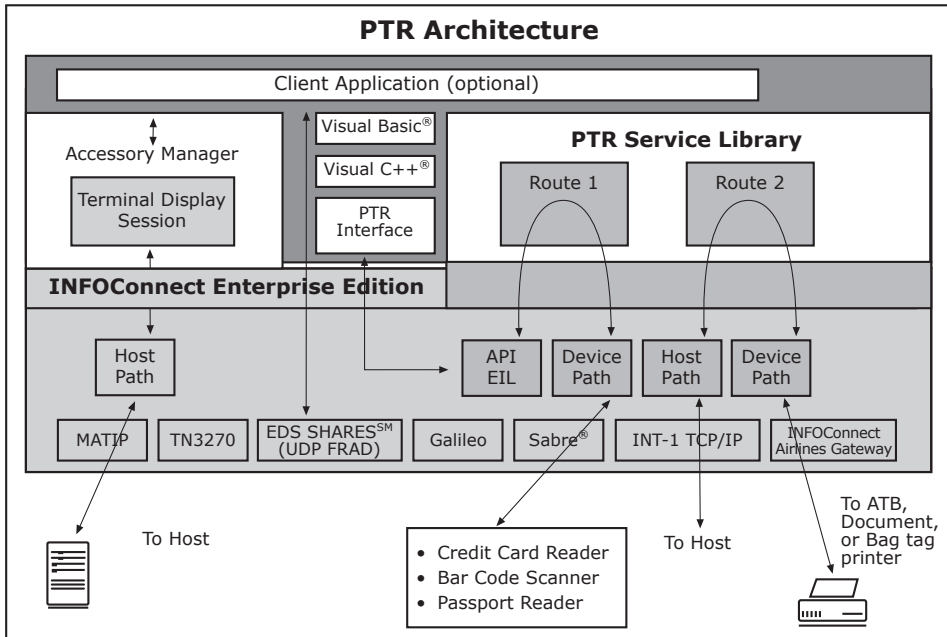 PTR Architecture
Client Application (optional)
Accessory Manager
Terminal Display
Session
Visual Basic®
Visual C++®
PTR
Interface
PTR Service Library
Route 1
Route 2
INFOConnect Enterprise Edition
Host
Path
API
EIL
Device
Path
Host
Path
Device
Path
MATIP
TN3270
EDS SHARES℠
(UDP FRAD)
Galileo
Sabre®
INT-1 TCP/IP
INFOConnect
Airlines Gateway
To Host
• Credit Card Reader
• Bar Code Scanner
• Passport Reader
To Host
To ATB,
Document,
or Bag tag
printer